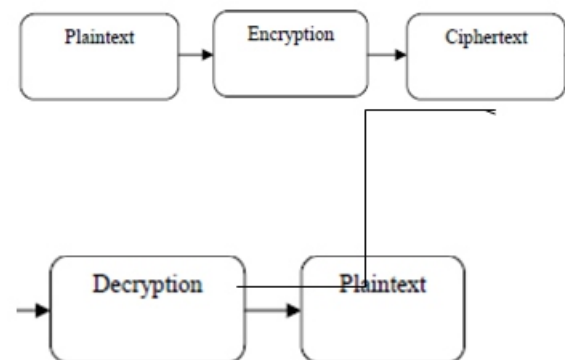 Plaintext
Encryption
Ciphertext
Decryption
Plaintext